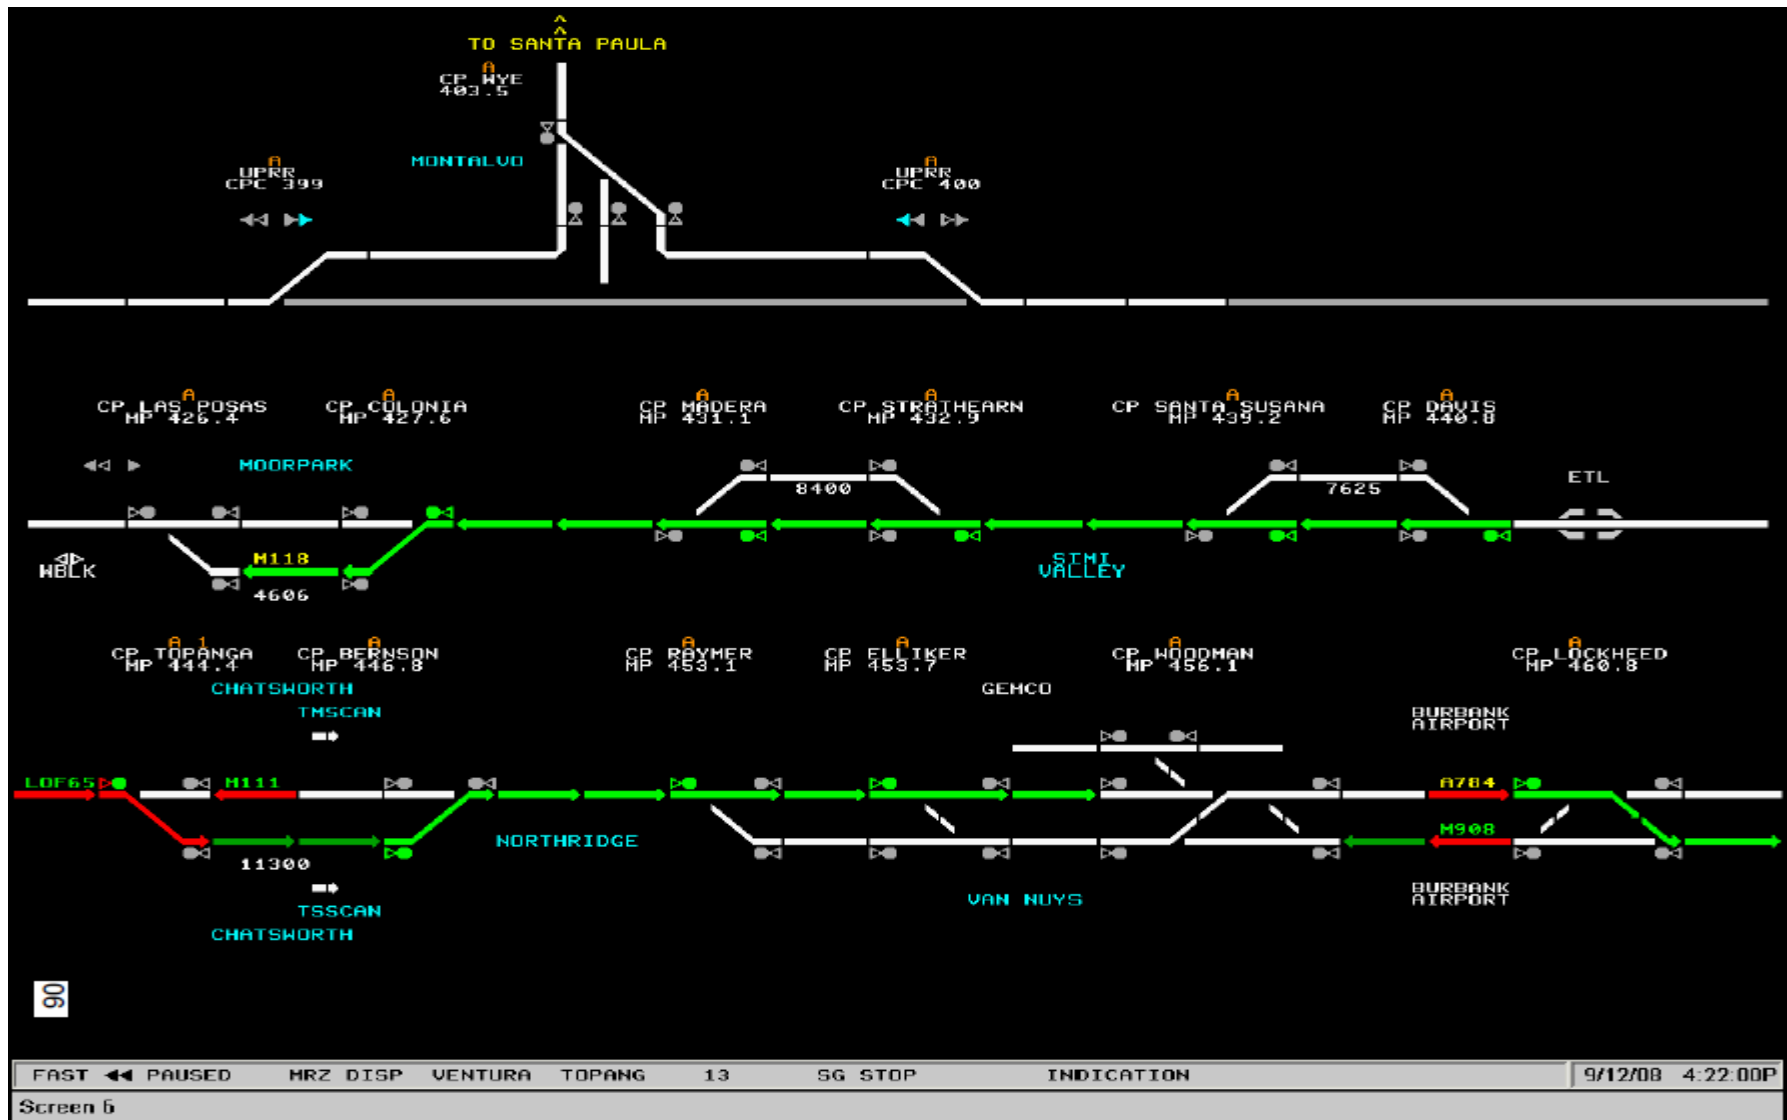 TO SANTA PAULA
A
CP WYE
403.5
MONTALVO
A
UPRR
CPC 399
A
UPRR
CPC 400
A
CP LAS POSAS
MP 426.4
A
CP COLONIA
MP 427.6
A
CP MADERA
MP 431.1
A
CP STRATHEARN
MP 432.9
A
CP SANTA SUSANA
MP 439.2
A
CP DAVIS
MP 440.8
MOORPARK
8400
7625
ETL
WBLK
M118
4606
SIMI
VALLEY
A 1
CP TOPANGA
MP 444.4
A
CP BERNSON
MP 446.8
A
CP RAYMER
MP 453.1
A
CP ELLIKER
MP 453.7
A
CP WOODMAN
MP 456.1
A
CP LOCKHEED
MP 460.8
CHATSWORTH
TMSCAN
GEMCO
BURBANK
AIRPORT
LOF65
M111
A784
NORTHRIDGE
M908
11300
TSSCAN
CHATSWORTH
VAN NUYS
BURBANK
AIRPORT
90
FAST ◀◀ PAUSED MRZ DISP VENTURA TOPANG 13 SG STOP INDICATION 9/12/08 4:22:00P
Screen 6